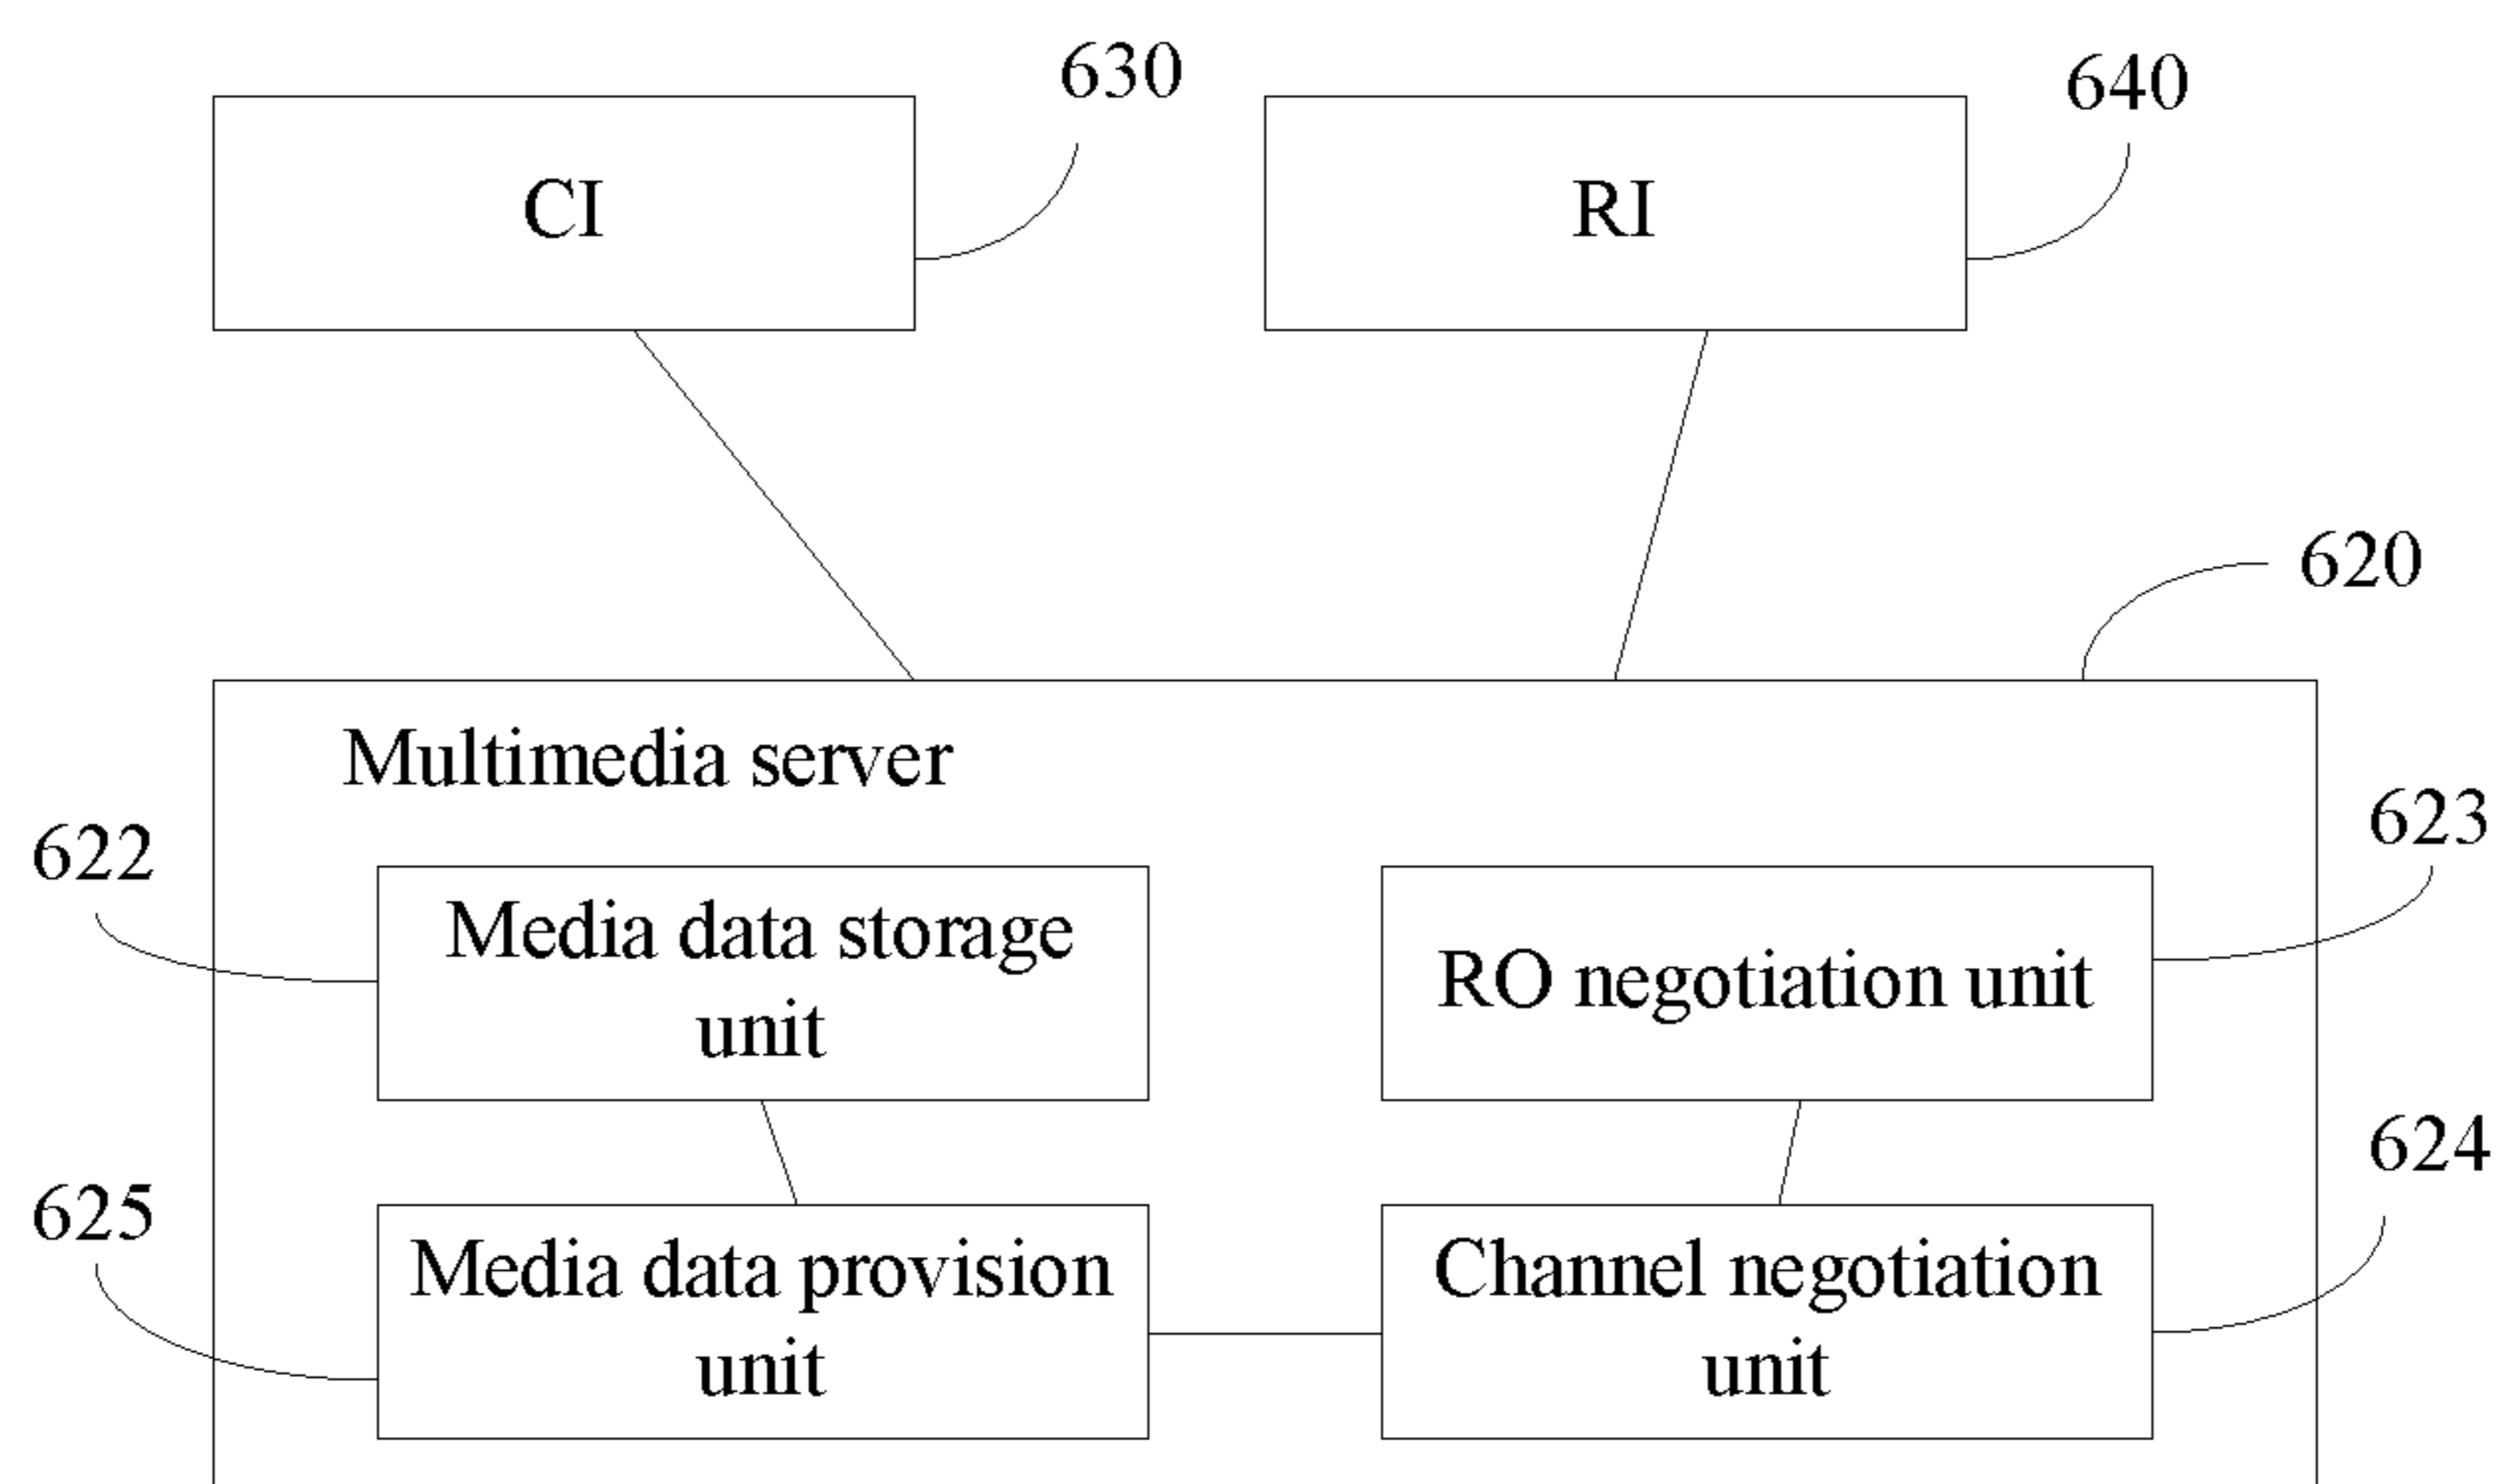 630
640
CI
RI
620
Multimedia server
622
623
Media data storage
unit
RO negotiation unit
625
624
Media data provision
unit
Channel negotiation
unit